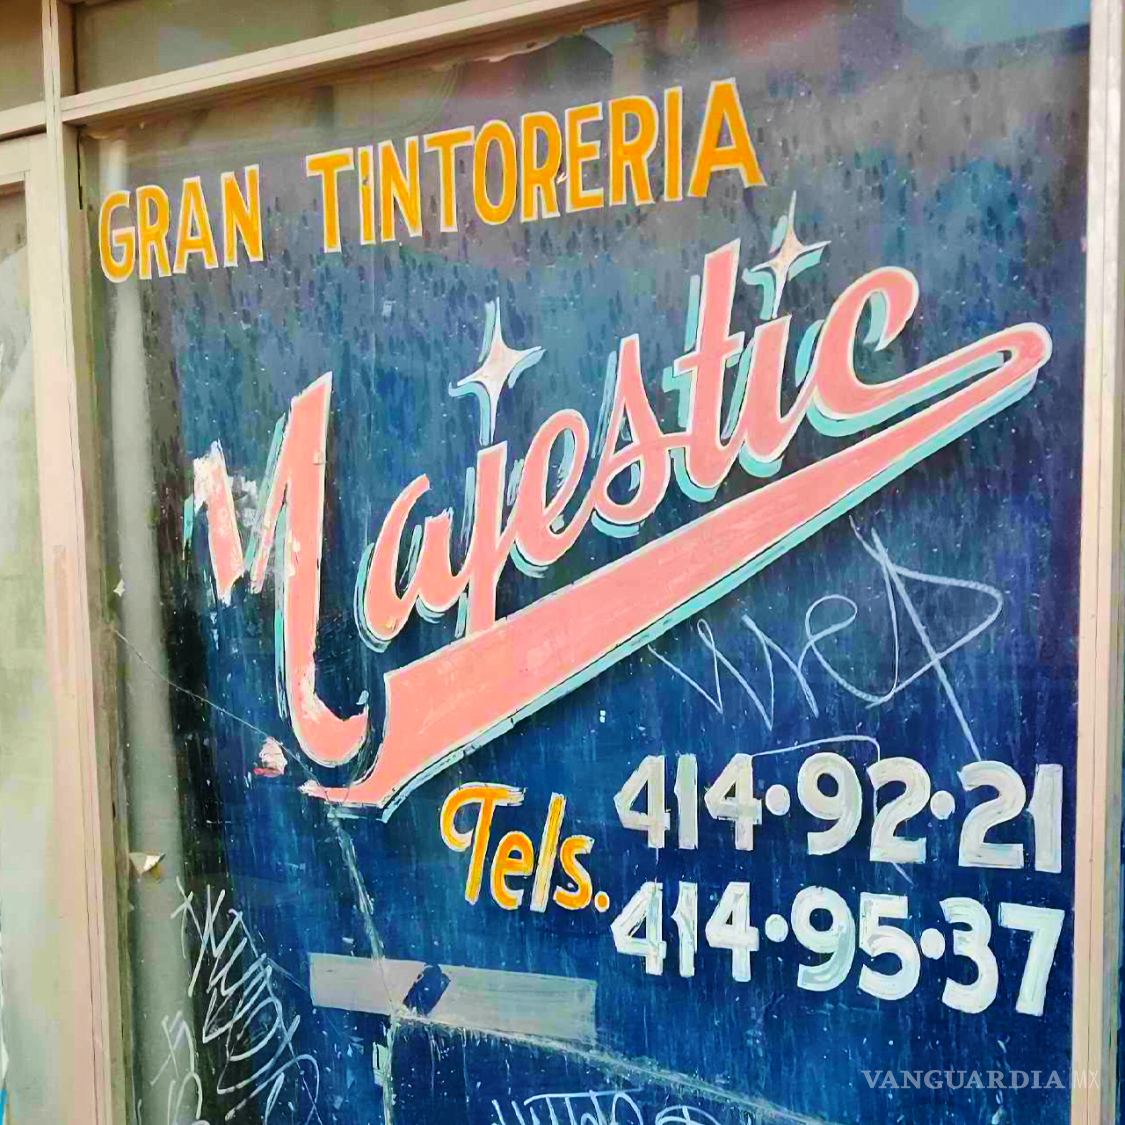 GRAN TINTORERIA
Majestic
Tels. 414·92·21
414·95·37
VANGUARDIA MX